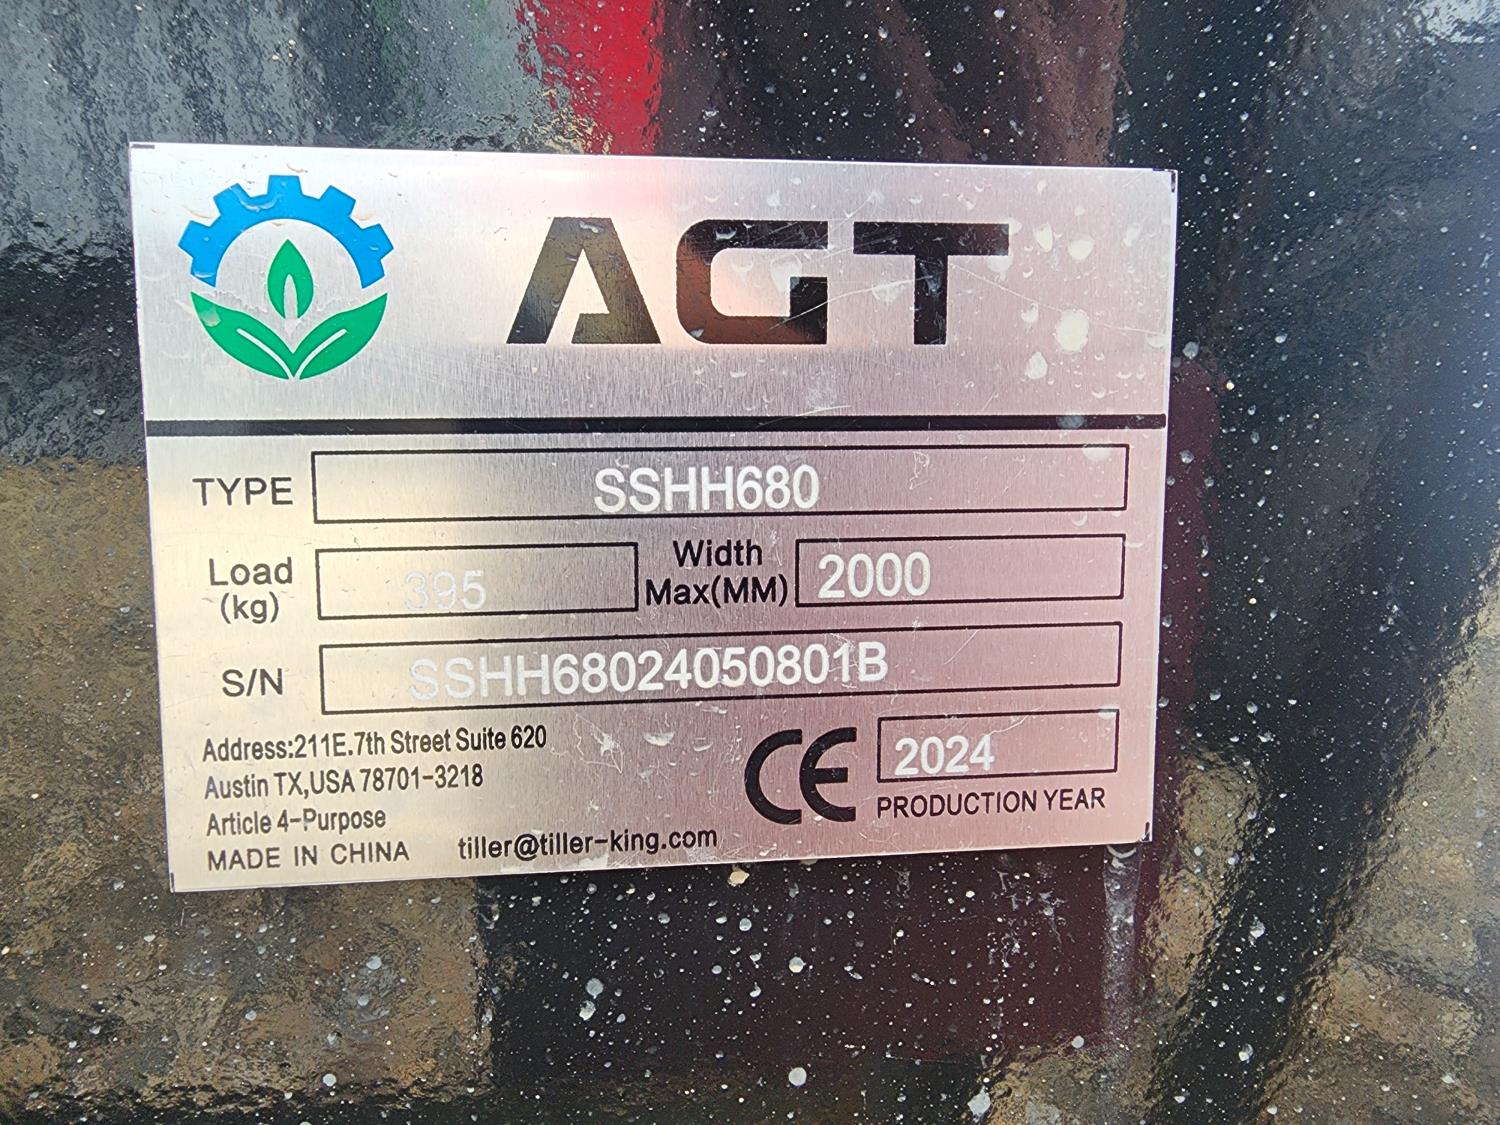 AGT
TYPE SSHH680
Load (kg) 395 Width Max(MM) 2000
S/N SSHH68024050801B
Address:211E.7th Street Suite 620
Austin TX,USA 78701-3218
Article 4-Purpose
MADE IN CHINA tiller@tiller-king.com
CE 2024
PRODUCTION YEAR